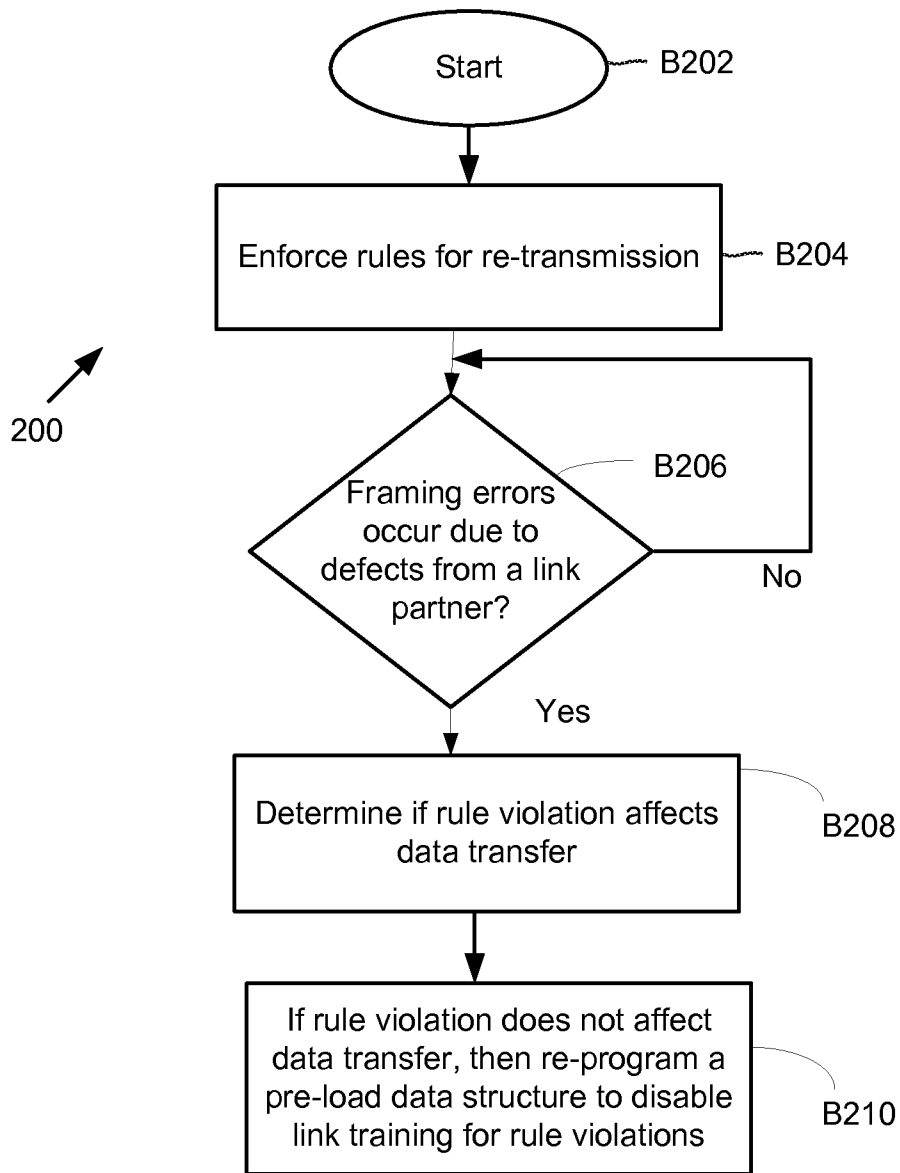 Start
B202
Enforce rules for re-transmission
B204
200
Framing errors
occur due to
defects from a link
partner?
B206
No
Yes
Determine if rule violation affects
data transfer
B208
If rule violation does not affect
data transfer, then re-program a
pre-load data structure to disable
link training for rule violations
B210